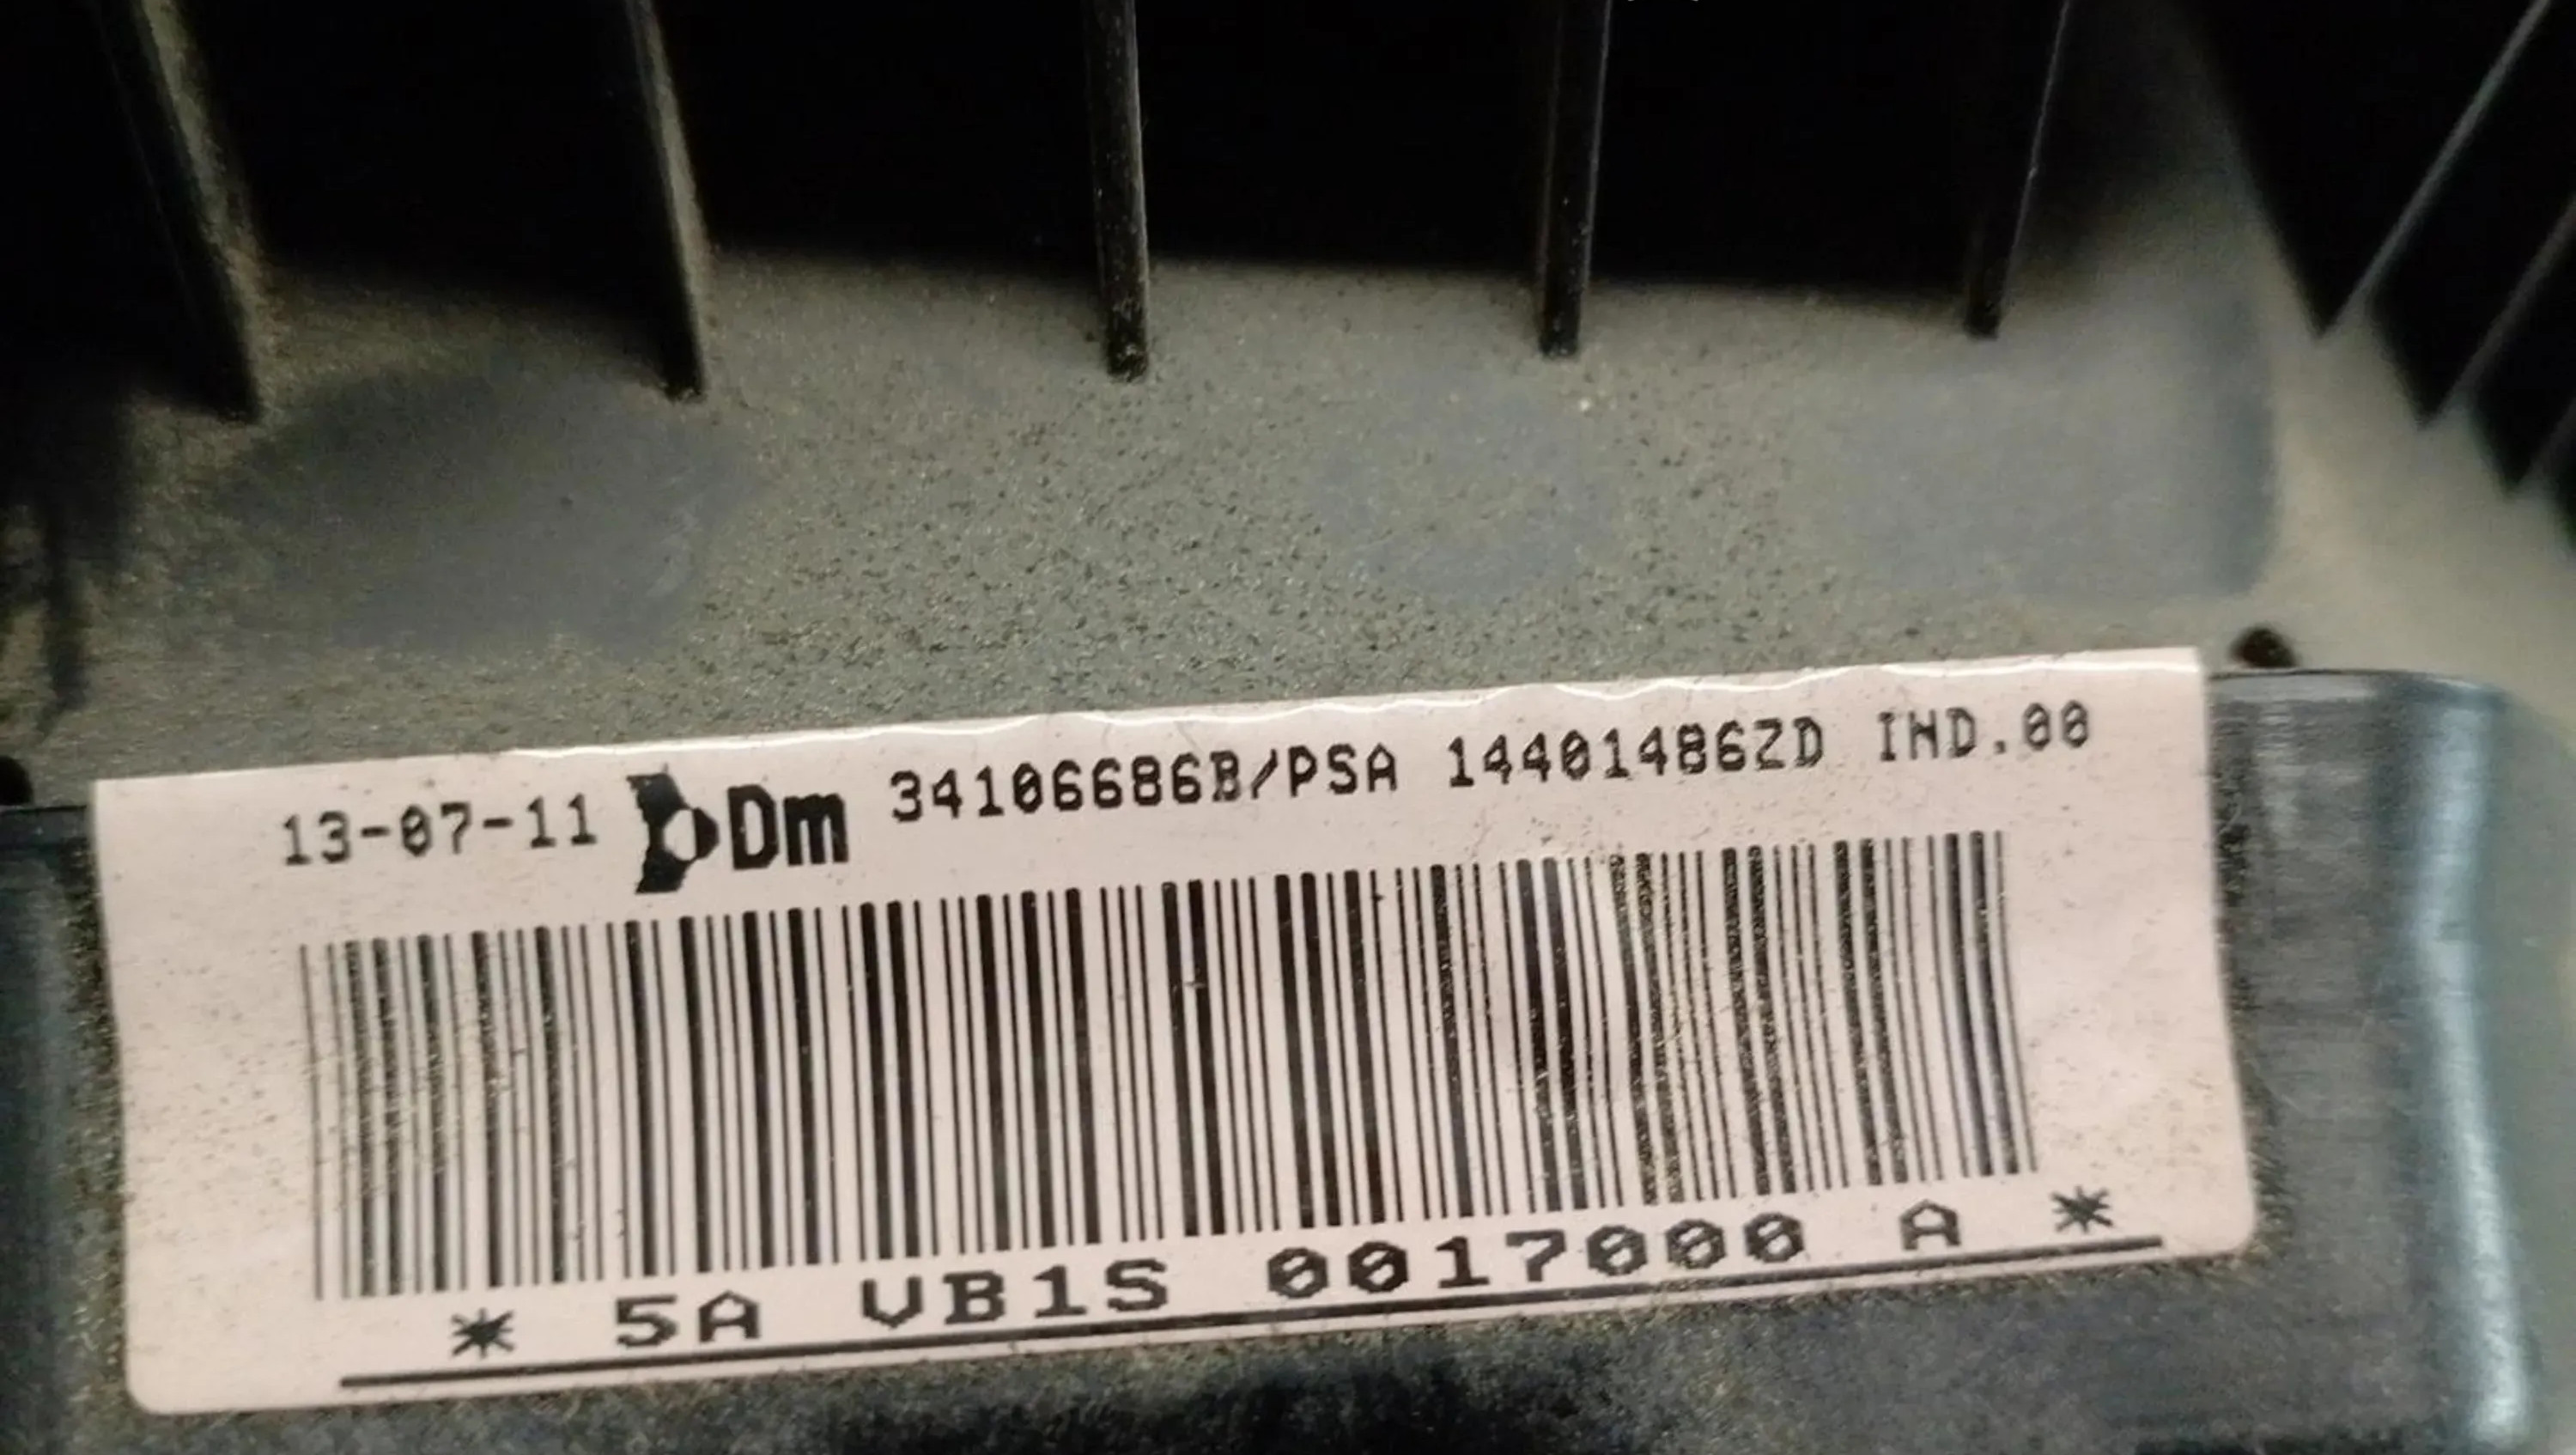 13-07-11 Dm 34106686B/PSA 14401486ZD IND.00
* 5A VB1S 0017000 A *